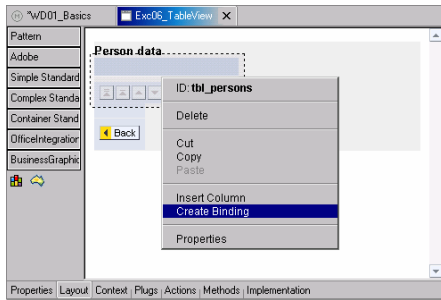 *WD01_Basics
Exc06_TableView
Pattern
Adobe
Simple Standard
Complex Standa
Container Stand
OfficeIntegration
BusinessGraphic
Person data
ID: tbl_persons
Delete
Cut
Copy
Paste
Insert Column
Create Binding
Properties
Back
Properties Layout Context Plugs Actions Methods Implementation